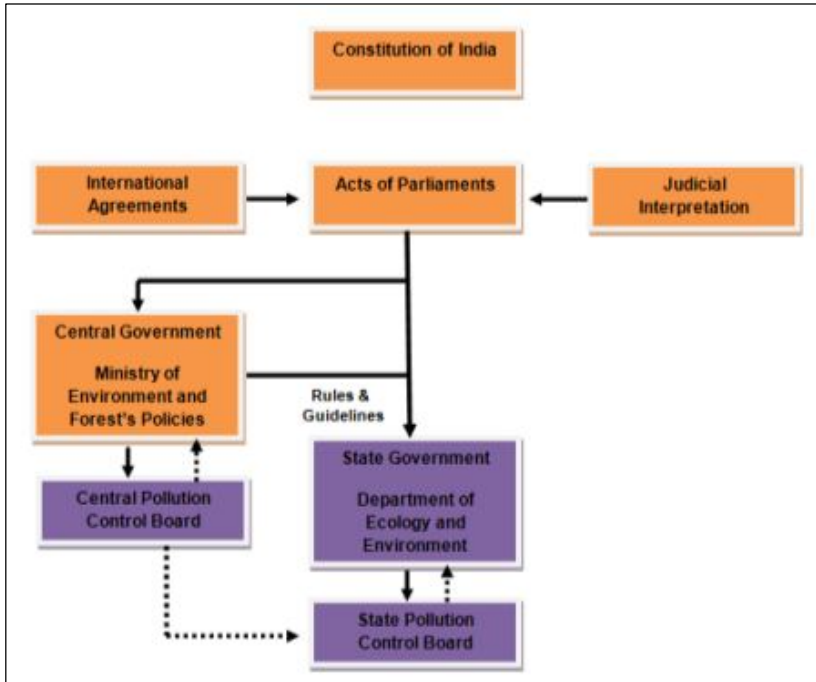 Constitution of India
International
Agreements
Acts of Parliaments
Judicial
Interpretation
Central Government
Ministry of
Environment and
Forest's Policies
Rules &
Guidelines
State Government
Department of
Ecology and
Environment
Central Pollution
Control Board
State Pollution
Control Board